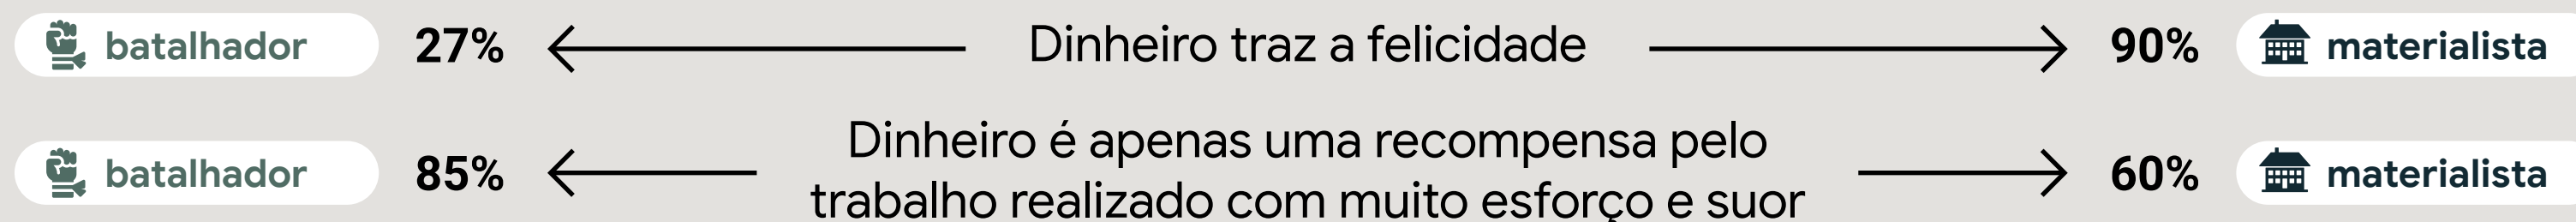 batalhador 27% Dinheiro traz a felicidade 90% materialista
Dinheiro é apenas uma recompensa pelo
batalhador 85% 60% materialista
trabalho realizado com muito esforço e suor